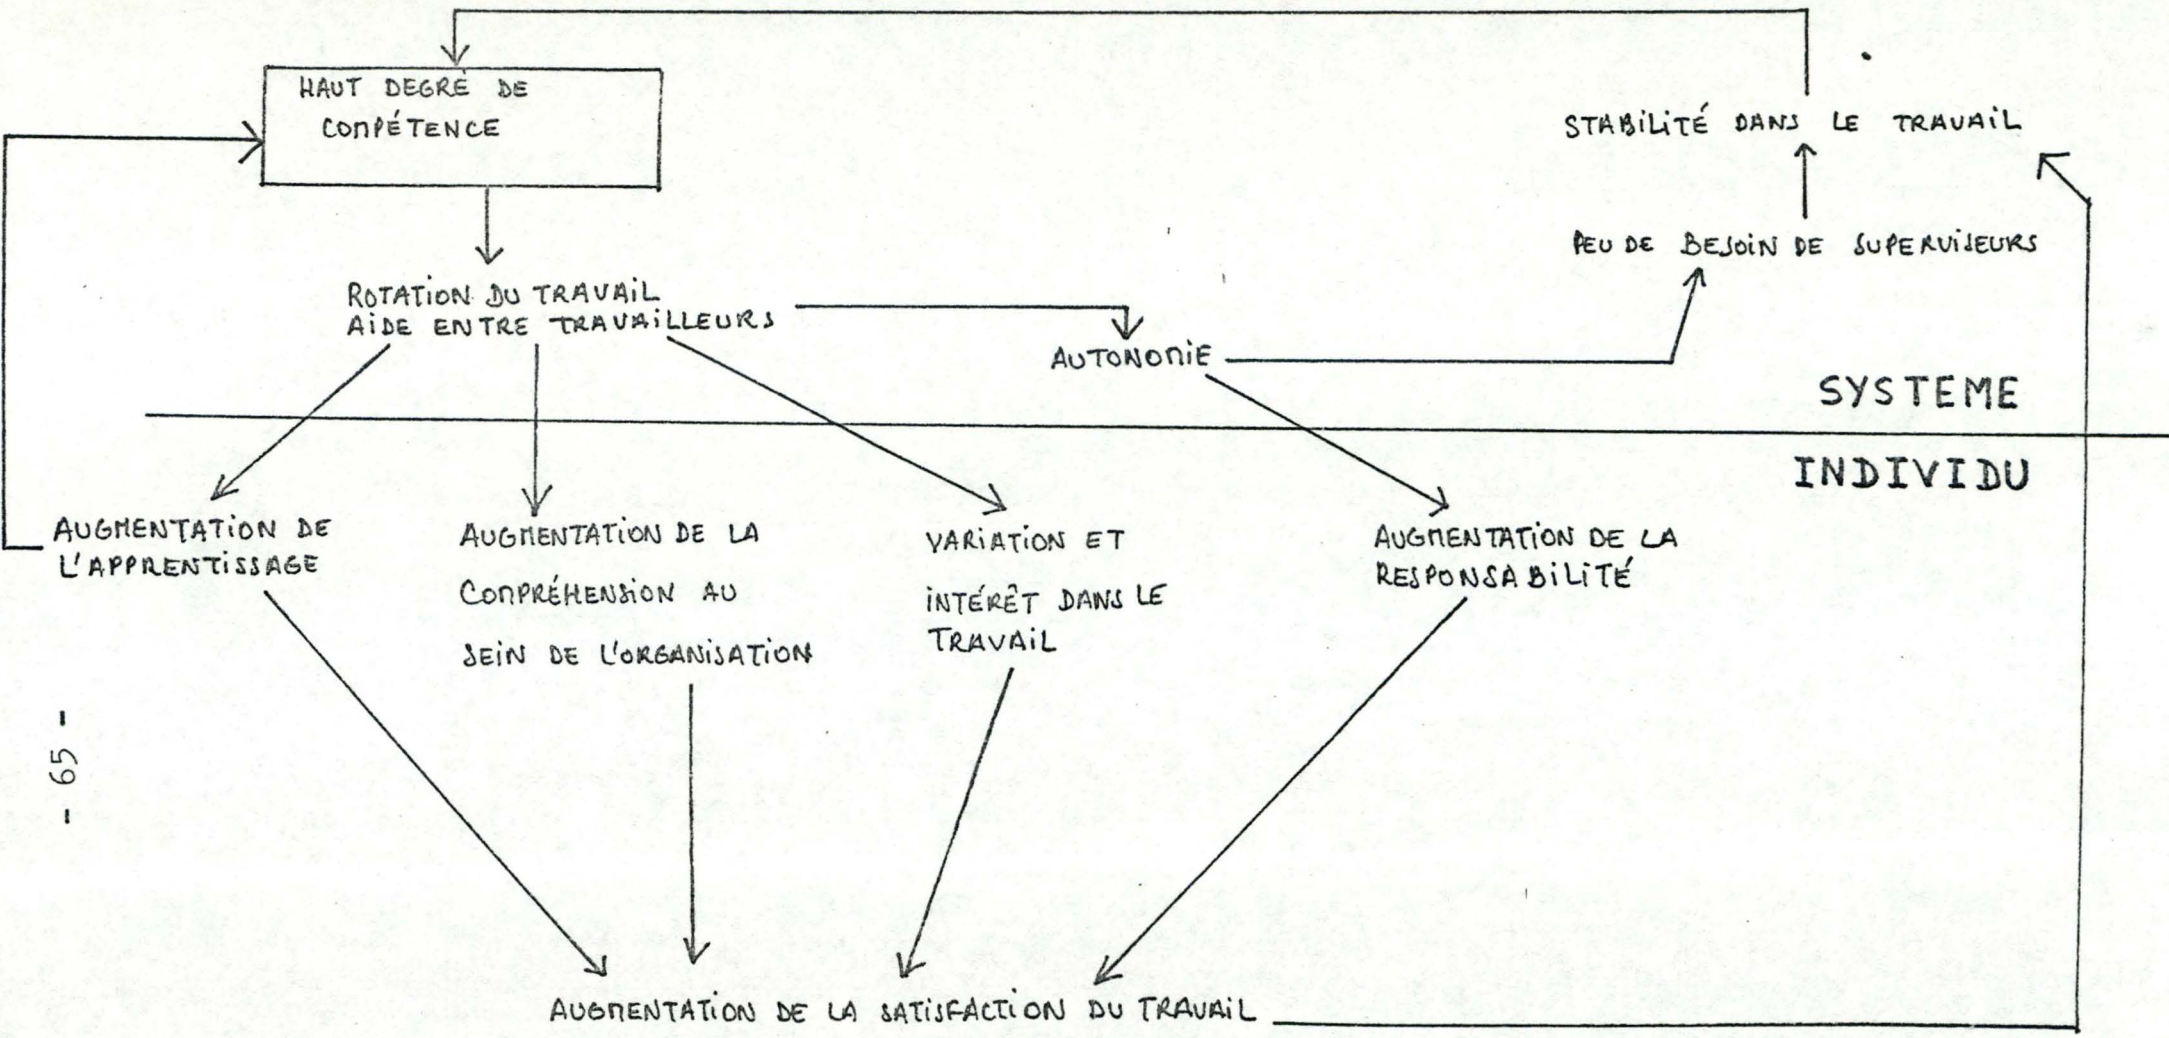 HAUT DEGRÉ DE
COMPÉTENCE
STABILITÉ DANS LE TRAVAIL
PEU DE BESOIN DE SUPERVISEURS
ROTATION DU TRAVAIL
AIDE ENTRE TRAVAILLEURS
AUTONOMIE
SYSTEME
INDIVIDU
AUGMENTATION DE
L'APPRENTISSAGE
AUGMENTATION DE LA
COMPRÉHENSION AU
SEIN DE L'ORGANISATION
VARIATION ET
INTÉRÊT DANS LE
TRAVAIL
AUGMENTATION DE LA
RESPONSABILITÉ
- 65 -
AUGMENTATION DE LA SATISFACTION DU TRAVAIL